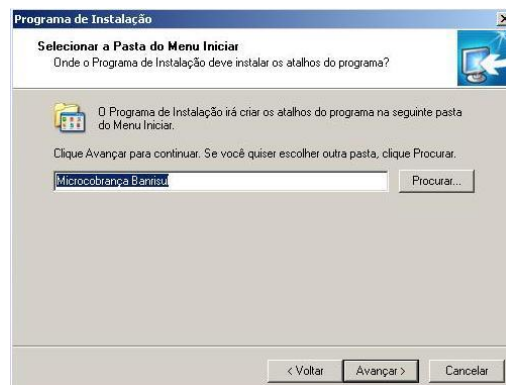 Programa de Instalação
Selecionar a Pasta do Menu Iniciar
Onde o Programa de Instalação deve instalar os atalhos do programa?
O Programa de Instalação irá criar os atalhos do programa na seguinte pasta
do Menu Iniciar.
Clique Avançar para continuar. Se você quiser escolher outra pasta, clique Procurar.
Microcobrança Banrisul
Procurar...
< Voltar
Avançar >
Cancelar